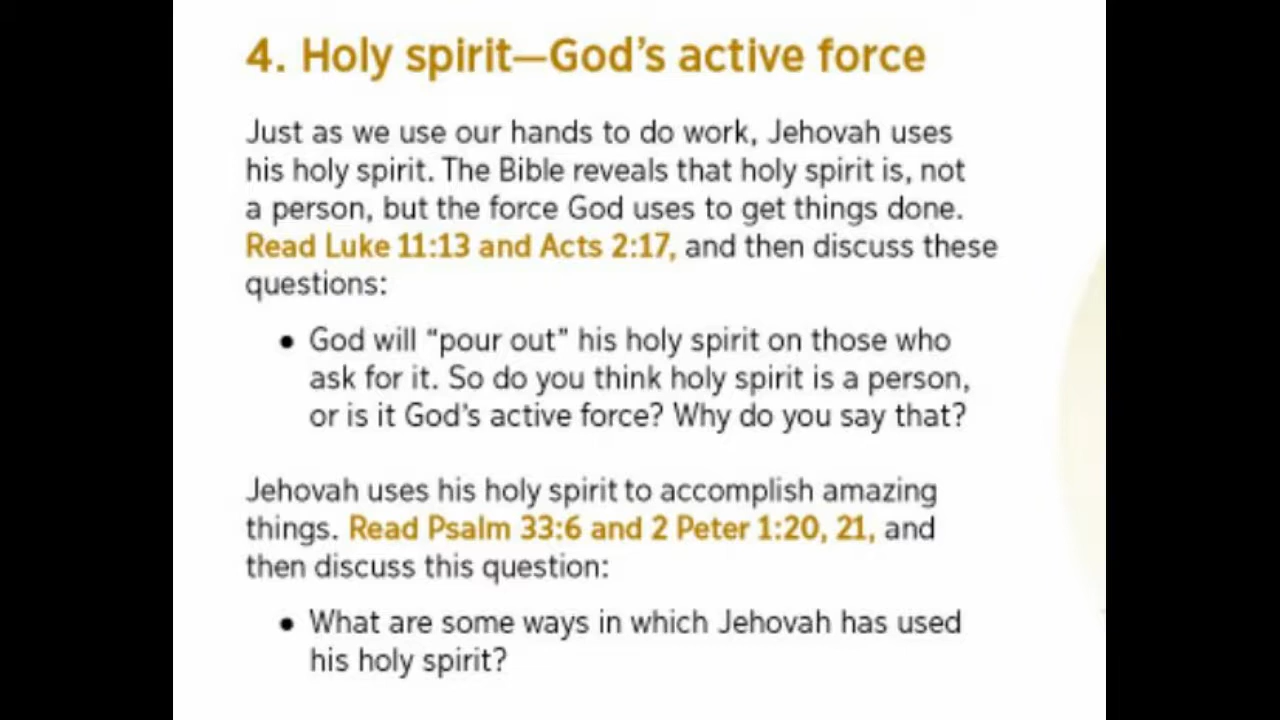 4. Holy spirit—God's active force
Just as we use our hands to do work, Jehovah uses
his holy spirit. The Bible reveals that holy spirit is, not
a person, but the force God uses to get things done.
Read Luke 11:13 and Acts 2:17, and then discuss these
questions:
• God will “pour out” his holy spirit on those who
ask for it. So do you think holy spirit is a person,
or is it God's active force? Why do you say that?
Jehovah uses his holy spirit to accomplish amazing
things. Read Psalm 33:6 and 2 Peter 1:20, 21, and
then discuss this question:
• What are some ways in which Jehovah has used
his holy spirit?